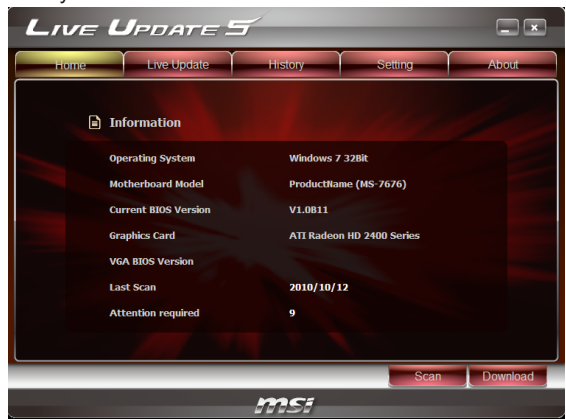 LIVE UPDATE 5
Home Live Update History Setting About
Information
Operating System Windows 7 32Bit
Motherboard Model ProductName (MS-7676)
Current BIOS Version V1.0B11
Graphics Card ATI Radeon HD 2400 Series
VGA BIOS Version
Last Scan 2010/10/12
Attention required 9
Scan Download
msi